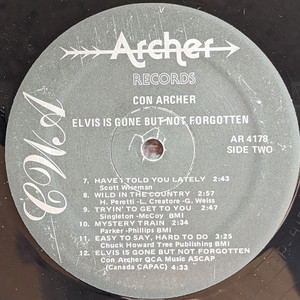 Archer
RECORDS
CON ARCHER
ELVIS IS GONE BUT NOT FORGOTTEN
AR 4178
SIDE TWO
CWA
7. HAVE I TOLD YOU LATELY 2:43
Scott Wiseman
8. WILD IN THE COUNTRY 2:57
H. Peretti -L. Creatore -G. Weiss
9. TRYIN' TO GET TO YOU 2:47
Singleton -McCoy BMI
10. MYSTERY TRAIN 2:34
Parker -Phillips BMI
11. EASY TO SAY, HARD TO DO 3:25
Chuck Howard Tree Publishing BMI
12. ELVIS IS GONE BUT NOT FORGOTTEN
Con Archer QCA Music ASCAP
(Canada CAPAC) 4:33